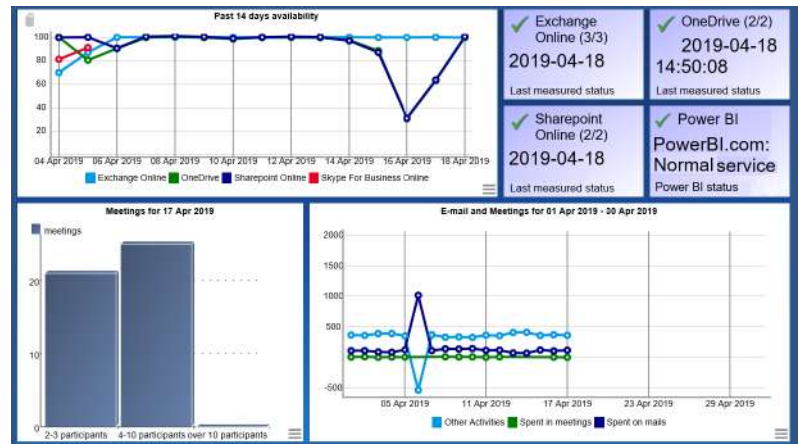 Past 14 days availability
100
80
60
40
20
04 Apr 2019 06 Apr 2019 08 Apr 2019 10 Apr 2019 12 Apr 2019 14 Apr 2019 16 Apr 2019 18 Apr 2019
Exchange Online OneDrive Sharepoint Online Skype For Business Online
Exchange
Online (3/3)
2019-04-18
Last measured status
OneDrive (2/2)
2019-04-18
14:50:08
Last measured status
Sharepoint
Online (2/2)
2019-04-18
Last measured status
Power BI
PowerBI.com:
Normal service
Power BI status
Meetings for 17 Apr 2019
meetings
20
10
0
2-3 participants 4-10 participants over 10 participants
E-mail and Meetings for 01 Apr 2019 - 30 Apr 2019
2000
1500
1000
500
-500
05 Apr 2019 11 Apr 2019 17 Apr 2019 23 Apr 2019 29 Apr 2019
Other Activities Spent in meetings Spent on mails